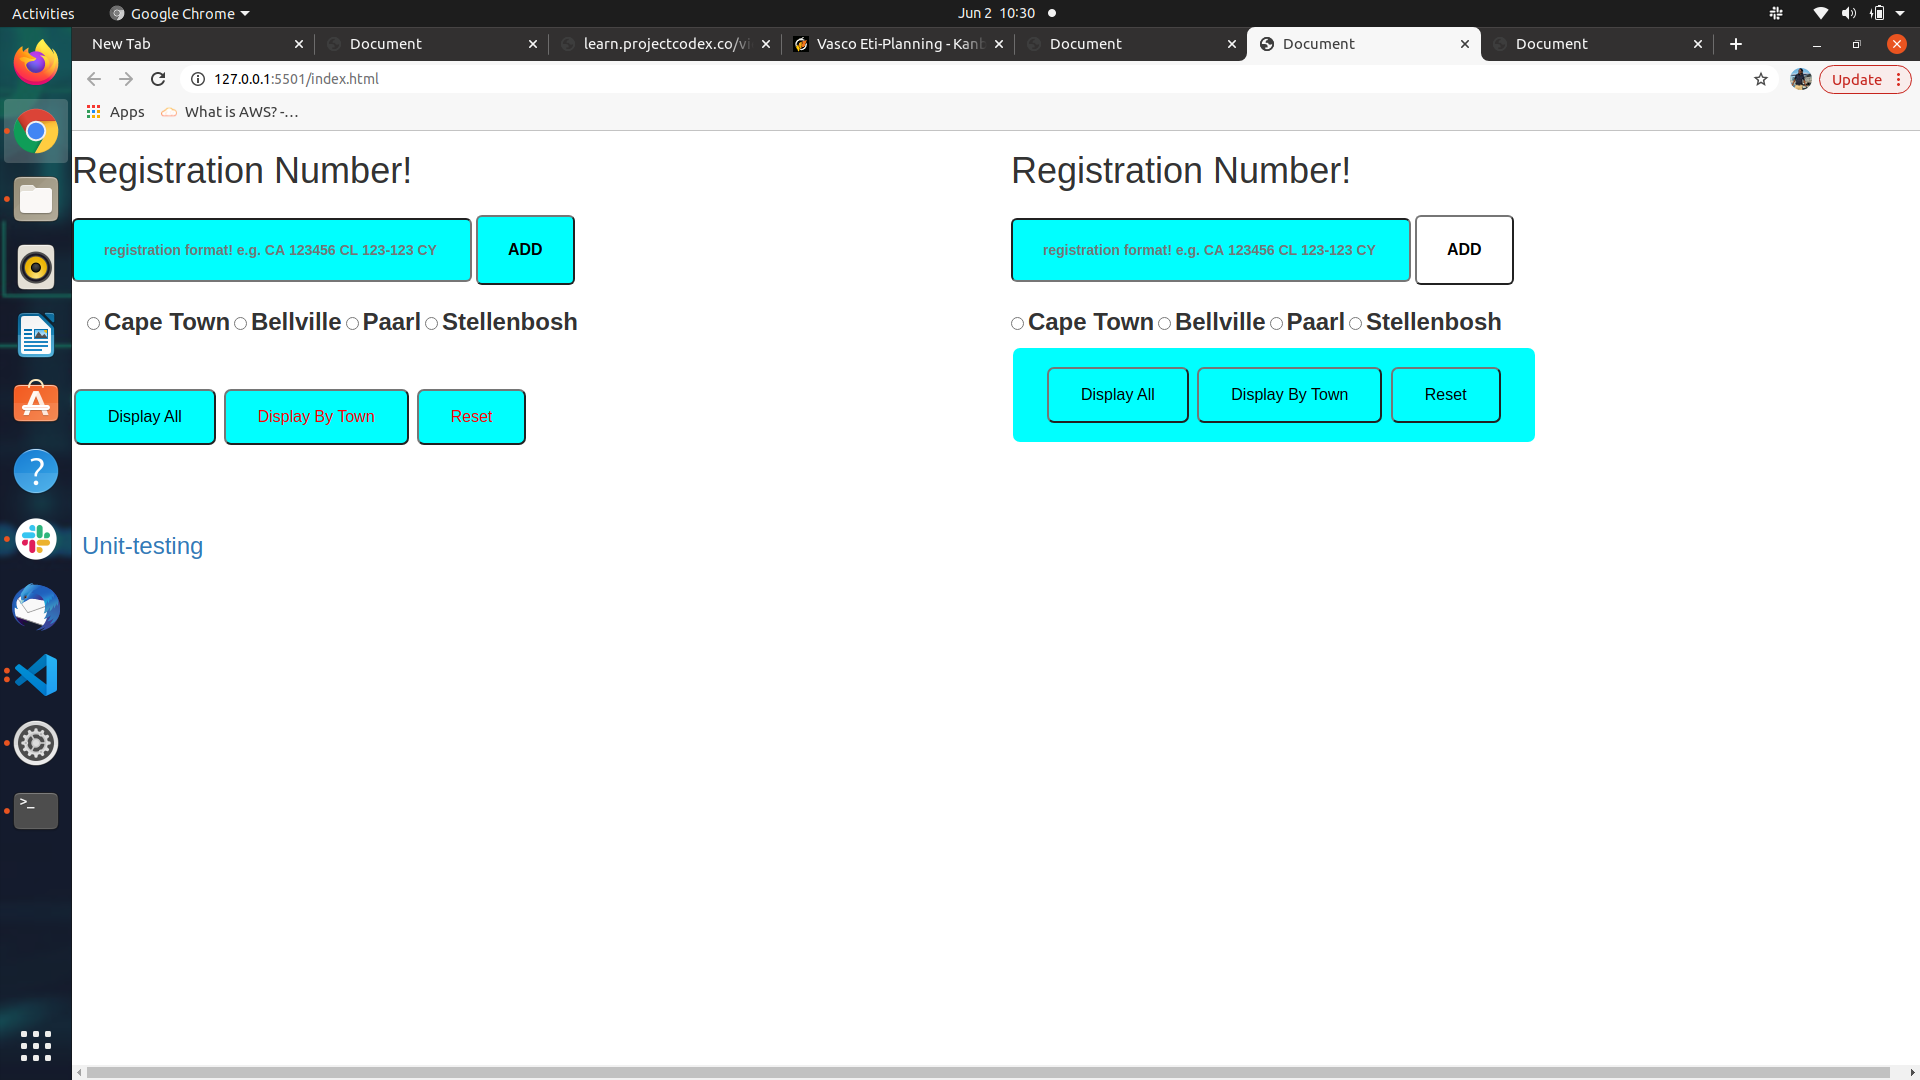 Activities
Google Chrome
Jun 2 10:30
New Tab
Document
learn.projectcodex.co/vi
Vasco Eti-Planning - Kanb
Document
Document
Document
127.0.0.1:5501/index.html
Update
Apps
What is AWS? -...
Registration Number!
registration format! e.g. CA 123456 CL 123-123 CY
ADD
Cape Town
Bellville
Paarl
Stellenbosh
Display All
Display By Town
Reset
Unit-testing
Registration Number!
registration format! e.g. CA 123456 CL 123-123 CY
ADD
Cape Town
Bellville
Paarl
Stellenbosh
Display All
Display By Town
Reset